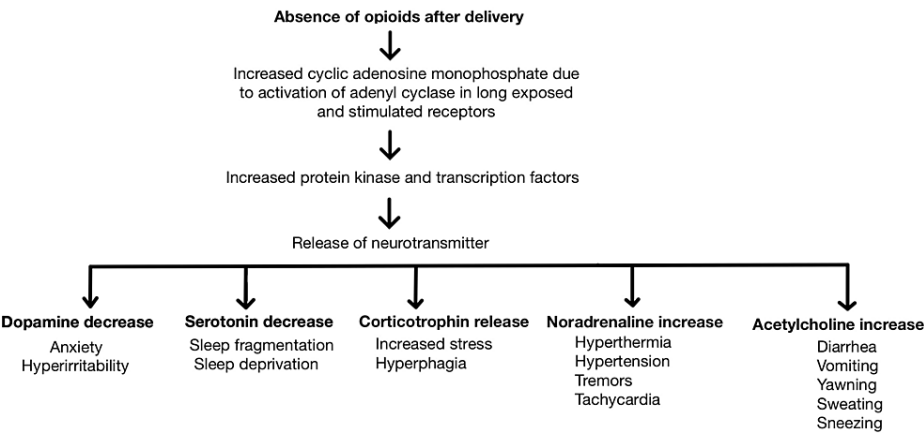 Absence of opioids after delivery
Increased cyclic adenosine monophosphate due
to activation of adenyl cyclase in long exposed
and stimulated receptors
Increased protein kinase and transcription factors
Release of neurotransmitter
Dopamine decrease
Anxiety
Hyperirritability
Serotonin decrease
Sleep fragmentation
Sleep deprivation
Corticotrophin release
Increased stress
Hyperphagia
Noradrenaline increase
Hyperthermia
Hypertension
Tremors
Tachycardia
Acetylcholine increase
Diarrhea
Vomiting
Yawning
Sweating
Sneezing